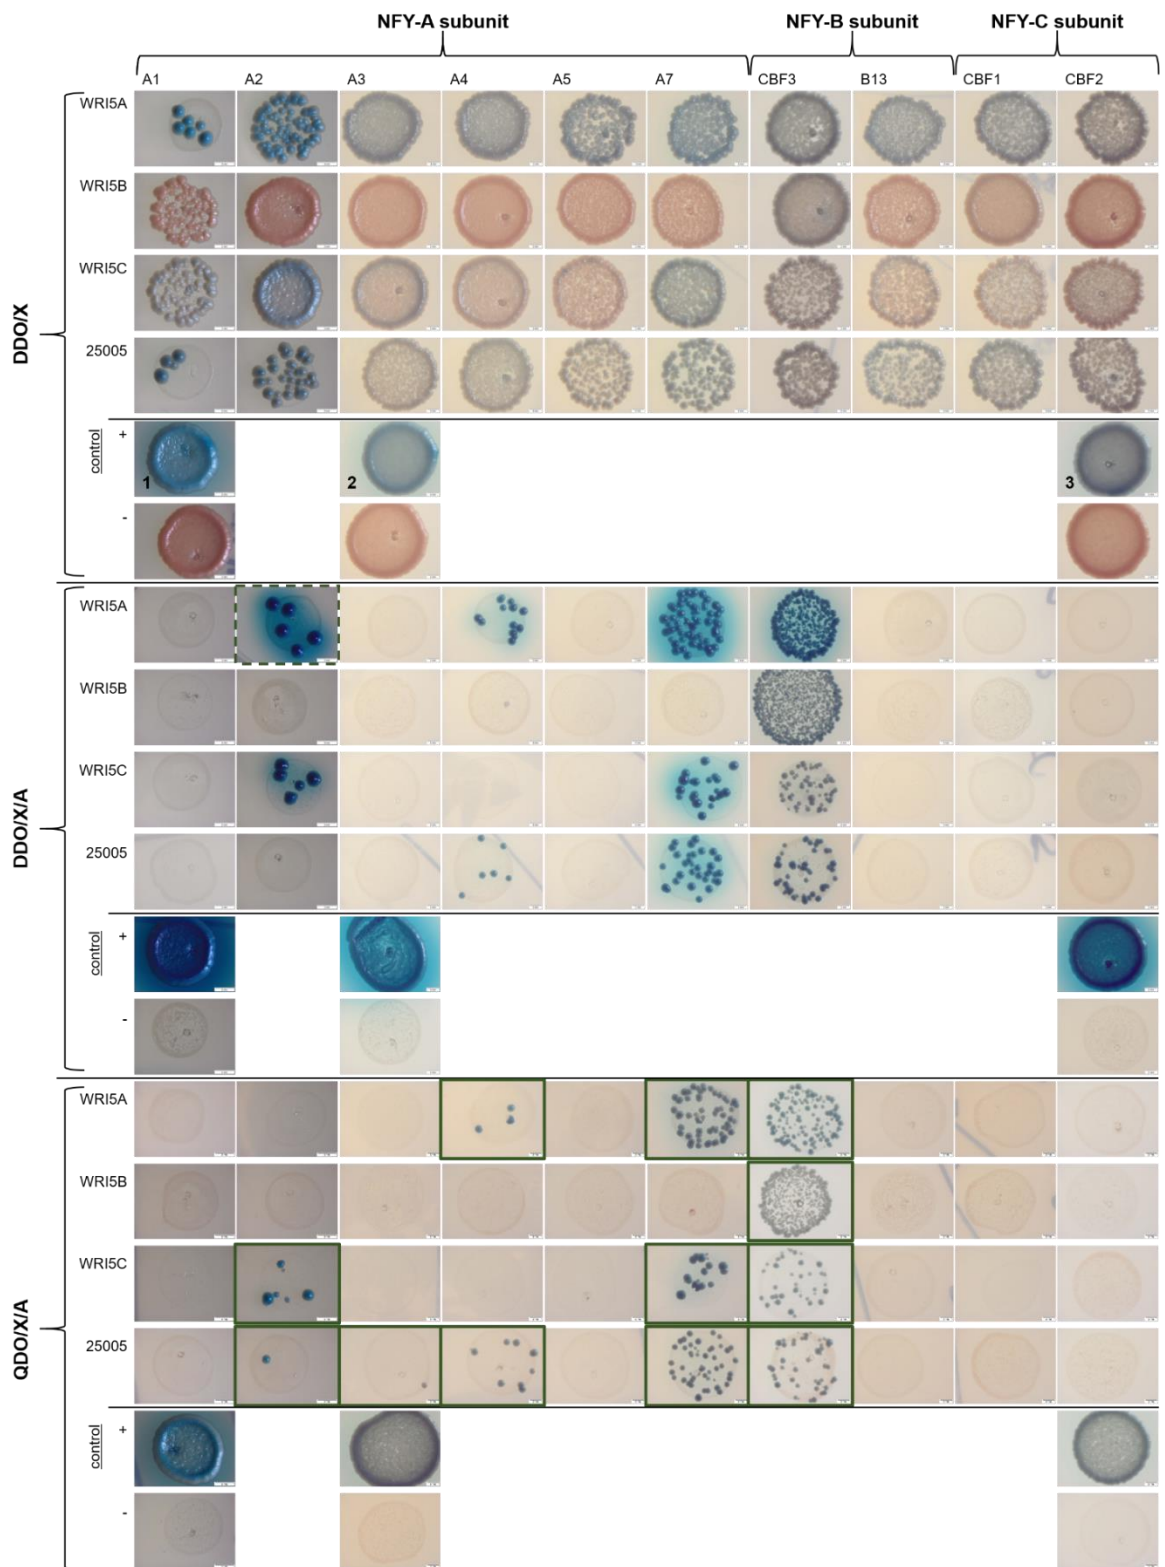 NFY-A subunit NFY-B subunit NFY-C subunit
A1 A2 A3 A4 A5 A7 CBF3 B13 CBF1 CBF2
DDO/X
WRI5A
WRI5B
WRI5C
25005
control
+
1 2 3
-
DDO/X/A
WRI5A
WRI5B
WRI5C
25005
control
+
-
QDO/X/A
WRI5A
WRI5B
WRI5C
25005
control
+
-